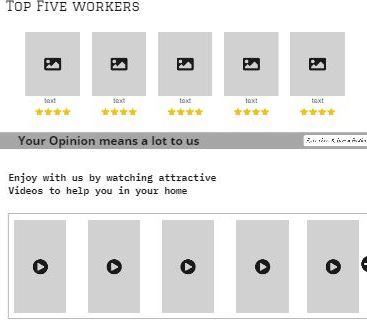 Top Five workers
text text text text text
Your Opinion means a lot to us
Enjoy with us by watching attractive
Videos to help you in your home